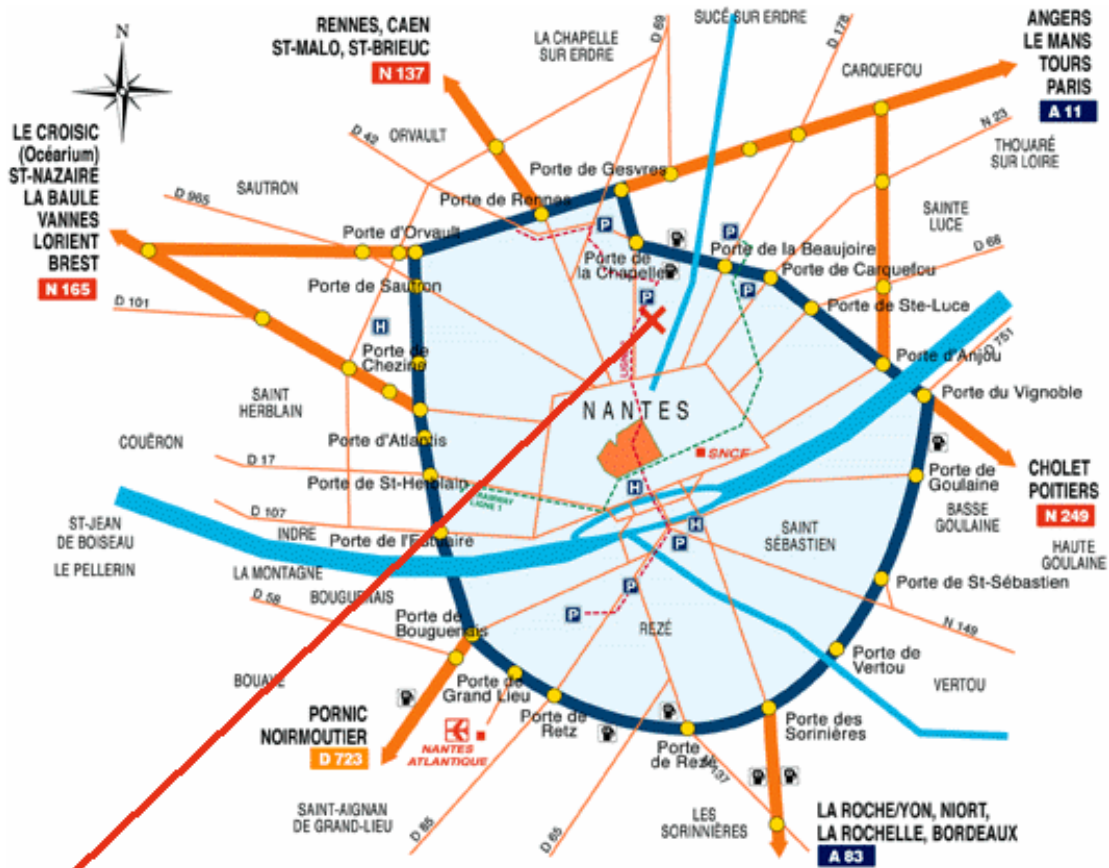 N
RENNES, CAEN
ST-MALO, ST-BRIEUC
N 137
LA CHAPELLE
SUR ERDRE
D 69
SUCÉ SUR ERDRE
D 178
CARQUEFOU
ANGERS
LE MANS
TOURS
PARIS
A 11
N 23
THOUARÉ
SUR LOIRE
LE CROISIC
(Océarium)
ST-NAZAIRE
LA BAULE
VANNES
LORIENT
BREST
N 165
D 42
ORVAULT
SAUTRON
D 965
Porte de Gesvres
Porte de Rennes
Porte d'Orvault
P
Porte de
la Chapelle
P
Porte de la Beaujoire
Porte de Carquefou
SAINTE
LUCE
D 68
Porte de Sautron
P
P
Porte de Ste-Luce
D 101
H
Porte de
Chezine
D 751
Porte d'Anjou
Porte du Vignoble
SAINT
HERBLAIN
NANTES
COUËRON
Porte d'Atlantis
SNCF
D 17
Porte de St-Herblain
TRAMWAY
LIGNE 1
H
Porte de
Goulaine
CHOLET
POITIERS
N 249
BASSE
GOULAINE
HAUTE
GOULAINE
ST-JEAN
DE BOISEAU
LE PELLERIN
D 107
INDRE
Porte de l'Estuaire
H
P
SAINT
SÉBASTIEN
LA MONTAGNE
BOUGUENAIS
D 58
P
P
Porte de St-Sébastien
Porte de
Bouguenais
REZÉ
N 149
Porte de
Vertou
VERTOU
BOUAYE
Porte de
Grand Lieu
PORNIC
NOIRMOUTIER
D 723
Porte de
Retz
NANTES
ATLANTIQUE
Porte
de Rezé
Porte des
Sorinières
N 137
SAINT-AIGNAN
DE GRAND-LIEU
D 85
D 65
LES
SORINNIÈRES
LA ROCHE/YON, NIORT,
LA ROCHELLE, BORDEAUX
A 83